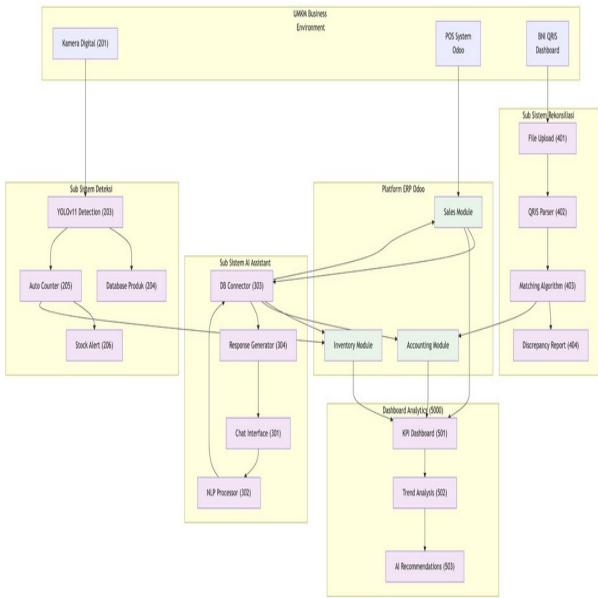 UMKM Business
Environment
Kamera Digital (201)
POS System
Odoo
BNI QRIS
Dashboard
Sub Sistem Rekonsiliasi
File Upload (401)
Sub Sistem Deteksi
Platform ERP Odoo
YOLOv11 Detection (203)
Sales Module
QRIS Parser (402)
Sub Sistem AI Assistant
Auto Counter (205)
Database Produk (204)
DB Connector (303)
Matching Algorithm (403)
Stock Alert (206)
Response Generator (304)
Inventory Module
Accounting Module
Discrepancy Report (404)
Dashboard Analytics (5000)
Chat Interface (301)
KPI Dashboard (501)
NLP Processor (302)
Trend Analysis (502)
AI Recommendations (503)